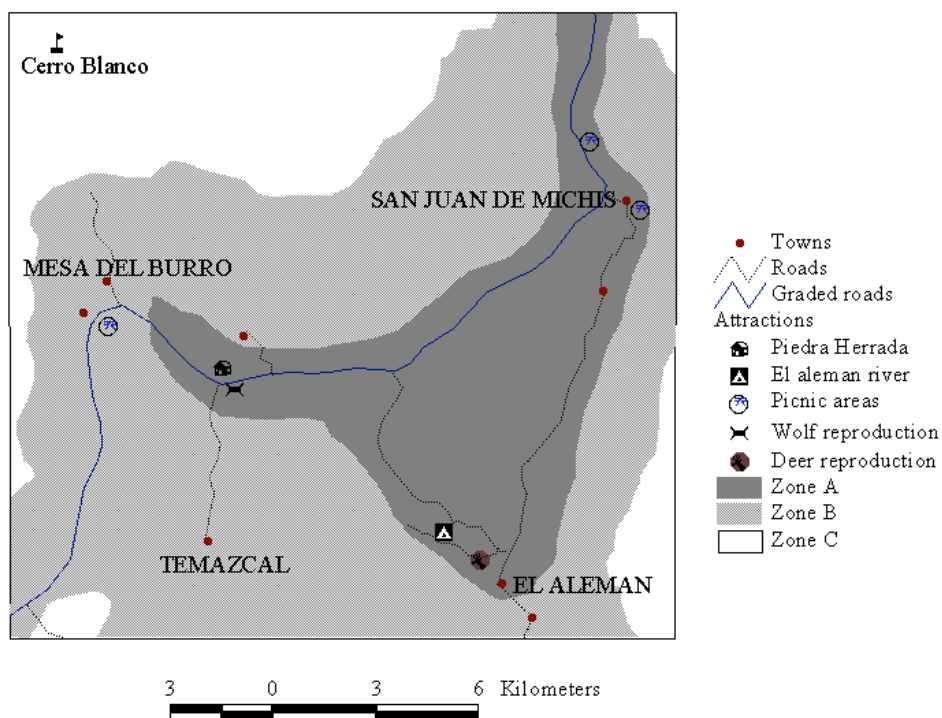 Cerro Blanco
SAN JUAN DE MICHIS
MESA DEL BURRO
TEMAZCAL
EL ALEMAN
Towns
Roads
Graded roads
Attractions
Piedra Herrada
El aleman river
Picnic areas
Wolf reproduction
Deer reproduction
Zone A
Zone B
Zone C
3 0 3 6 Kilometers